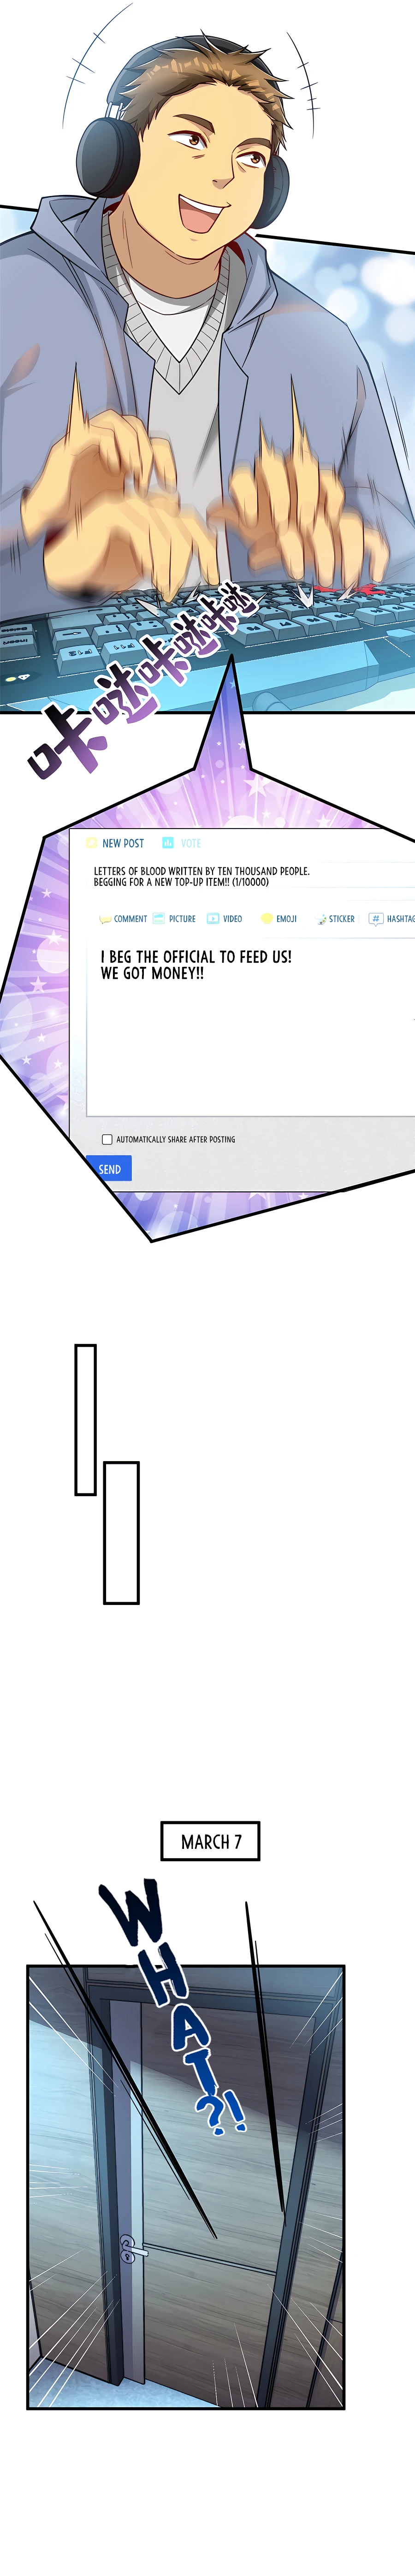 咔哒咔哒咔哒
NEW POST
VOTE
LETTERS OF BLOOD WRITTEN BY TEN THOUSAND PEOPLE.
BEGGING FOR A NEW TOP-UP ITEM!! (1/10000)
COMMENT PICTURE VIDEO EMOJI STICKER HASHTAG
I BEG THE OFFICIAL TO FEED US!
WE GOT MONEY!!
AUTOMATICALLY SHARE AFTER POSTING
SEND
MARCH 7
WHAT?!